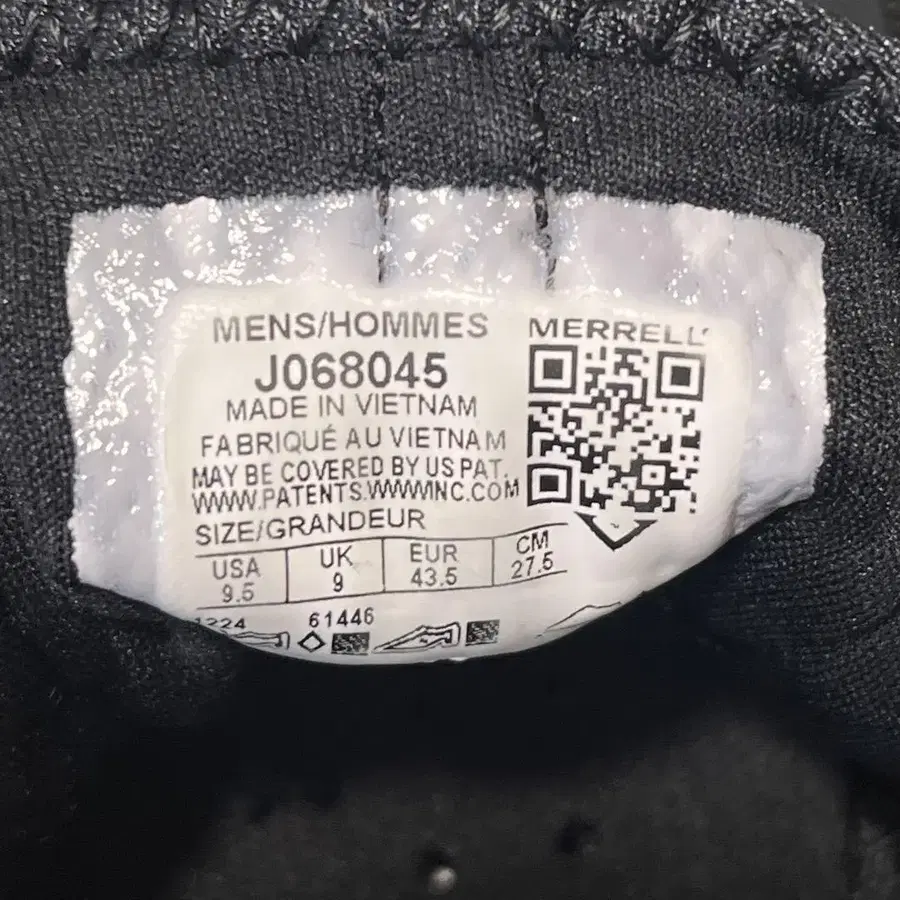 MENS/HOMMES
J068045
MADE IN VIETNAM
FABRIQUÉ AU VIETNAM
MAY BE COVERED BY US PAT.
WWW.PATENTS.WWWINC.COM
SIZE/GRANDEUR
USA UK EUR CM
9.5 9 43.5 27.5
1224 61446
MERRELL